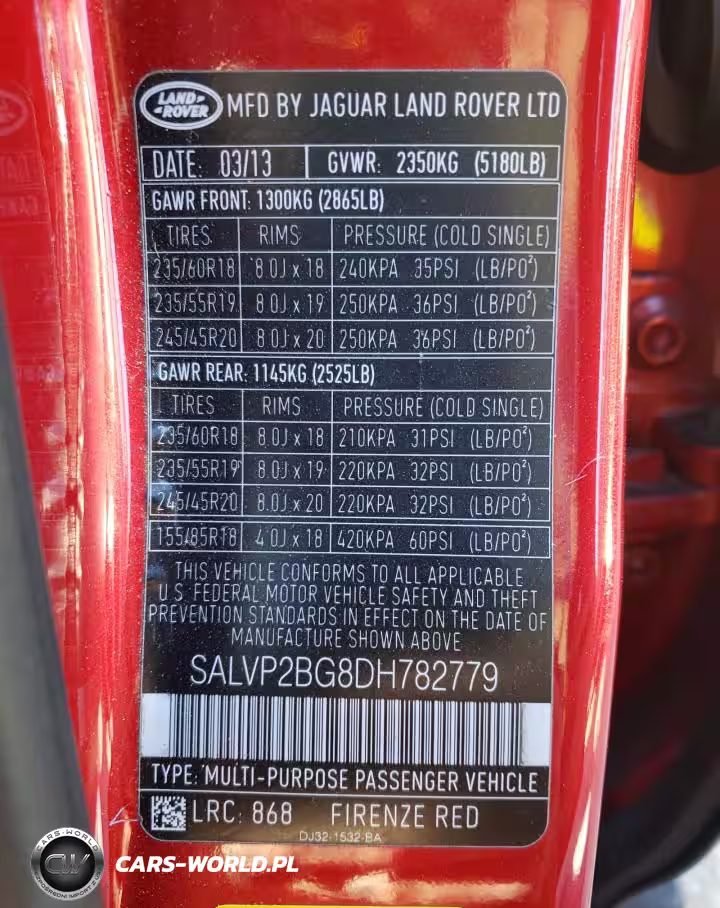 LAND ROVER MFD BY JAGUAR LAND ROVER LTD
DATE: 03/13 GVWR: 2350KG (5180LB)
GAWR FRONT: 1300KG (2865LB)
TIRES RIMS PRESSURE (COLD SINGLE)
235/60R18 8.0J x 18 240KPA 35PSI (LB/PO²)
235/55R19 8.0J x 19 250KPA 36PSI (LB/PO²)
245/45R20 8.0J x 20 250KPA 36PSI (LB/PO²)
GAWR REAR: 1145KG (2525LB)
TIRES RIMS PRESSURE (COLD SINGLE)
235/60R18 8.0J x 18 210KPA 31PSI (LB/PO²)
235/55R19 8.0J x 19 220KPA 32PSI (LB/PO²)
245/45R20 8.0J x 20 220KPA 32PSI (LB/PO²)
155/85R18 4.0J x 18 420KPA 60PSI (LB/PO²)
THIS VEHICLE CONFORMS TO ALL APPLICABLE
U.S. FEDERAL MOTOR VEHICLE SAFETY AND THEFT
PREVENTION STANDARDS IN EFFECT ON THE DATE OF
MANUFACTURE SHOWN ABOVE
SALVP2BG8DH782779
TYPE: MULTI-PURPOSE PASSENGER VEHICLE
LRC: 868 FIRENZE RED
DJ32-1532-BA
CARS-WORLD
CW
CARS-WORLD.PL